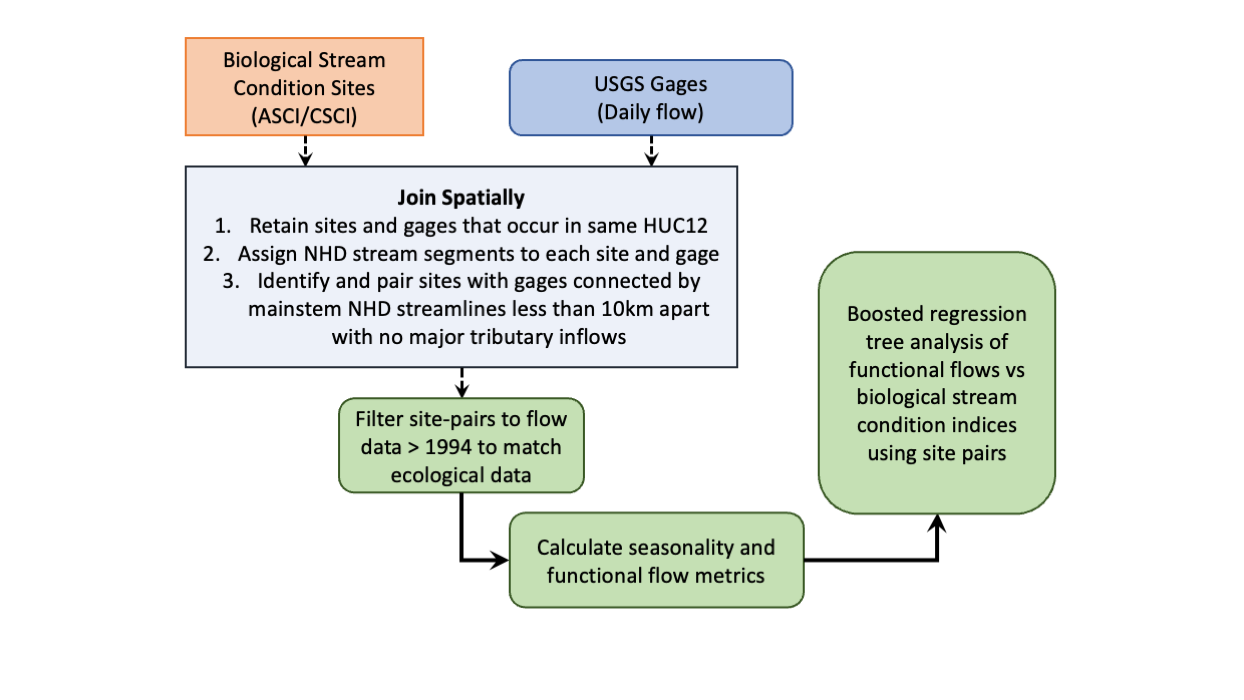 Biological Stream
Condition Sites
(ASCI/CSCI)
USGS Gages
(Daily flow)
Join Spatially
1. Retain sites and gages that occur in same HUC12
2. Assign NHD stream segments to each site and gage
3. Identify and pair sites with gages connected by
mainstem NHD streamlines less than 10km apart
with no major tributary inflows
Filter site-pairs to flow
data > 1994 to match
ecological data
Calculate seasonality and
functional flow metrics
Boosted regression
tree analysis of
functional flows vs
biological stream
condition indices
using site pairs